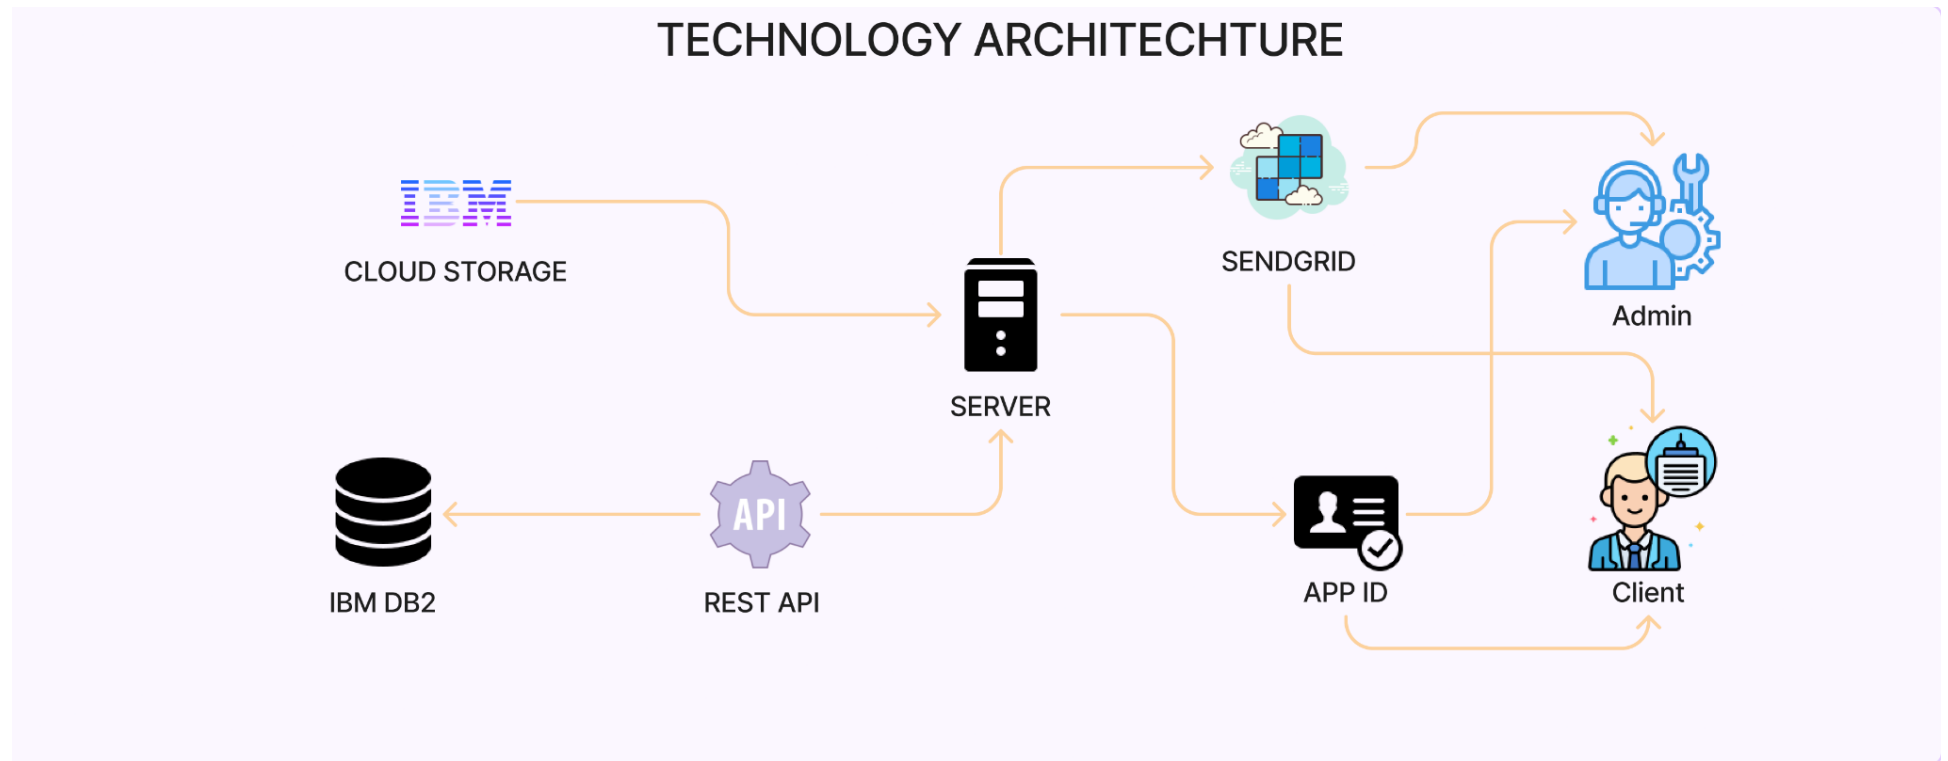 TECHNOLOGY ARCHITECHTURE
IBM
CLOUD STORAGE
SENDGRID
Admin
SERVER
API
IBM DB2
REST API
APP ID
Client